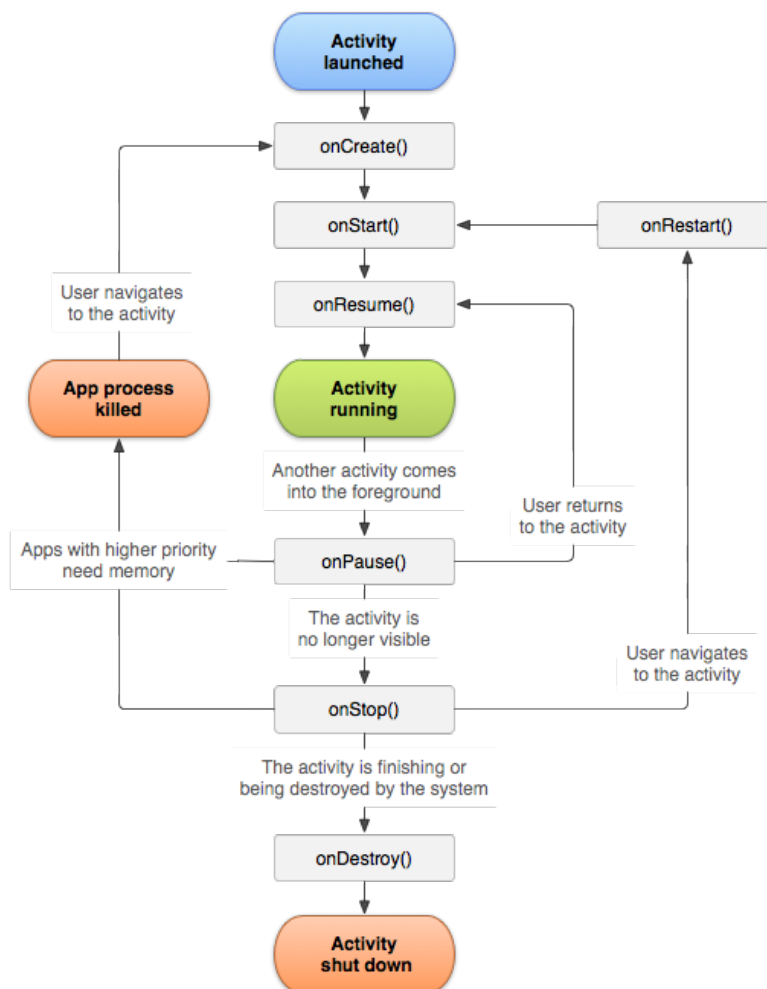 Activity
launched
onCreate()
onStart()
onRestart()
User navigates
to the activity
onResume()
App process
killed
Activity
running
Another activity comes
into the foreground
User returns
to the activity
Apps with higher priority
need memory
onPause()
The activity is
no longer visible
User navigates
to the activity
onStop()
The activity is finishing or
being destroyed by the system
onDestroy()
Activity
shut down